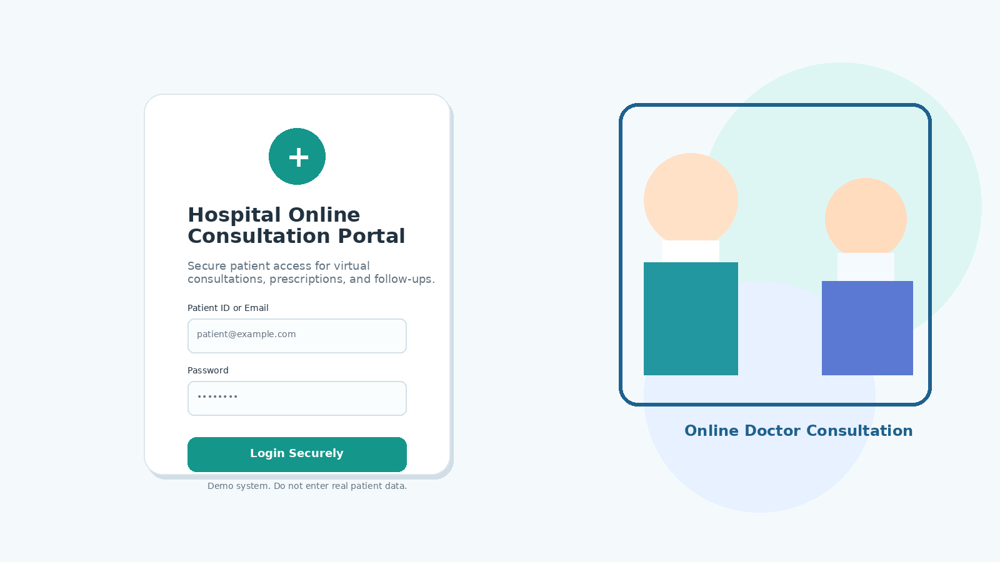 +
Hospital Online
Consultation Portal
Secure patient access for virtual
consultations, prescriptions, and follow-ups.
Patient ID or Email
patient@example.com
Password
••••••••
Login Securely
Demo system. Do not enter real patient data.
Online Doctor Consultation